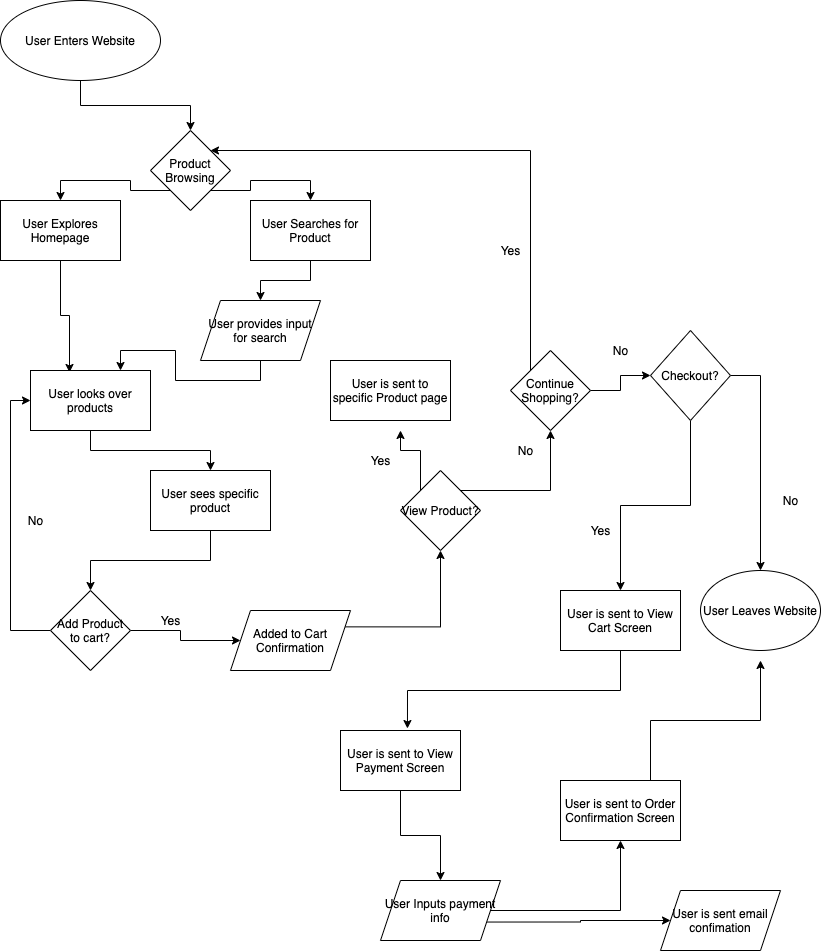 User Enters Website
Product
Browsing
User Explores
Homepage
User Searches for
Product
Yes
User provides input
for search
No
Continue
Shopping?
Checkout?
User is sent to
specific Product page
User looks over
products
Yes
No
User sees specific
product
View Product?
No
No
Yes
Add Product
to cart?
Yes
Added to Cart
Confirmation
User is sent to View
Cart Screen
User Leaves Website
User is sent to View
Payment Screen
User is sent to Order
Confirmation Screen
User Inputs payment
info
User is sent email
confimation